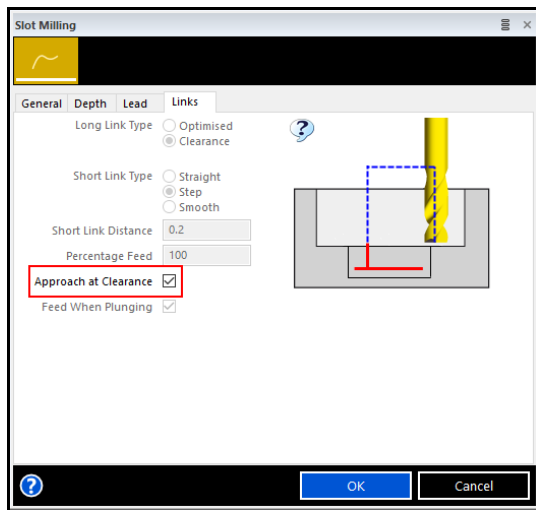 Slot Milling
General Depth Lead Links
Long Link Type Optimised
Clearance
Short Link Type Straight
Step
Smooth
Short Link Distance 0.2
Percentage Feed 100
Approach at Clearance
Feed When Plunging
OK Cancel